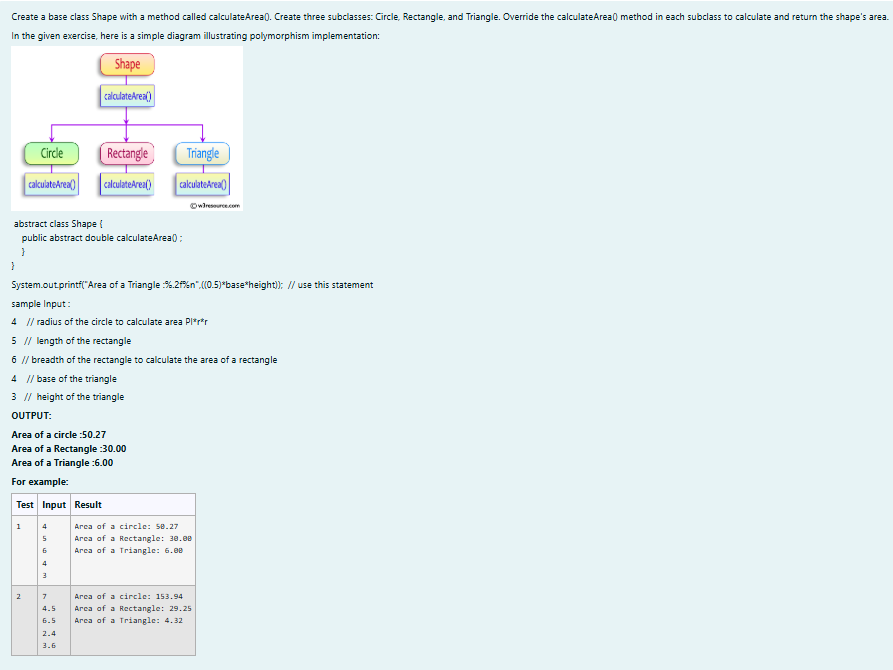 Create a base class Shape with a method called calculateArea(). Create three subclasses: Circle, Rectangle, and Triangle. Override the calculateArea() method in each subclass to calculate and return the shape's area.
In the given exercise, here is a simple diagram illustrating polymorphism implementation:
Shape
calculateArea()
Circle Rectangle Triangle
calculateArea() calculateArea() calculateArea()
© w3resource.com
abstract class Shape {
public abstract double calculateArea() ;
}
}
System.out.printf("Area of a Triangle :%.2f%n",((0.5)*base*height)); // use this statement
sample Input :
4 // radius of the circle to calculate area PI*r*r
5 // length of the rectangle
6 // breadth of the rectangle to calculate the area of a rectangle
4 // base of the triangle
3 // height of the triangle
OUTPUT:
Area of a circle :50.27
Area of a Rectangle :30.00
Area of a Triangle :6.00
For example:
Test Input Result
1 4 Area of a circle: 50.27
5 Area of a Rectangle: 30.00
6 Area of a Triangle: 6.00
4
3
2 7 Area of a circle: 153.94
4.5 Area of a Rectangle: 29.25
6.5 Area of a Triangle: 4.32
2.4
3.6